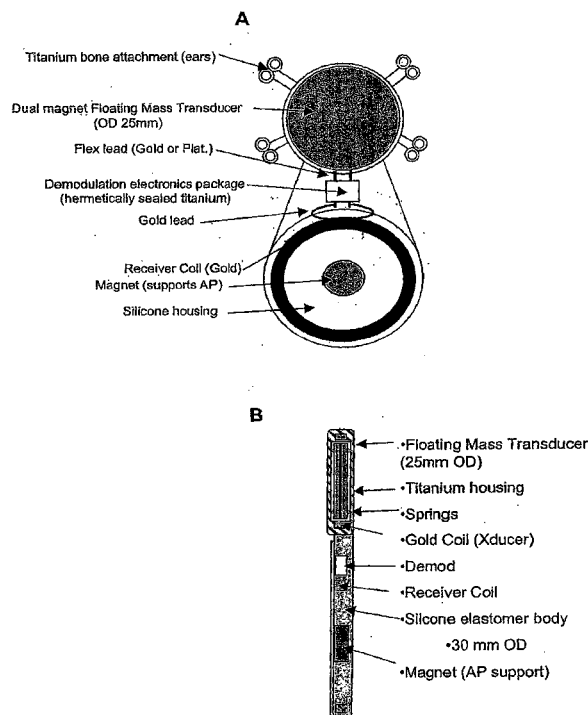 A
Titanium bone attachment (ears)
Dual magnet Floating Mass Transducer
(OD 25mm)
Flex lead (Gold or Plat.)
Demodulation electronics package
(hermetically sealed titanium)
Gold lead
Receiver Coil (Gold)
Magnet (supports AP)
Silicone housing
B
•Floating Mass Transducer
(25mm OD)
•Titanium housing
•Springs
•Gold Coil (Xducer)
•Demod
•Receiver Coil
•Silicone elastomer body
•30 mm OD
•Magnet (AP support)